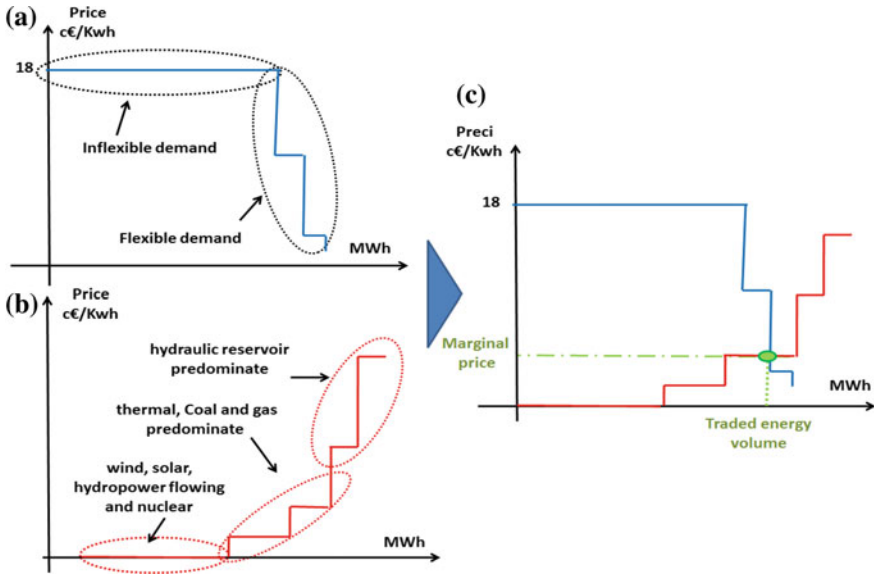 (a)
Price
c€/Kwh
18
Inflexible demand
Flexible demand
MWh
(b)
Price
c€/Kwh
hydraulic reservoir
predominate
thermal, Coal and gas
predominate
wind, solar,
hydropower flowing
and nuclear
MWh
(c)
Preci
c€/Kwh
18
Marginal
price
MWh
Traded energy
volume